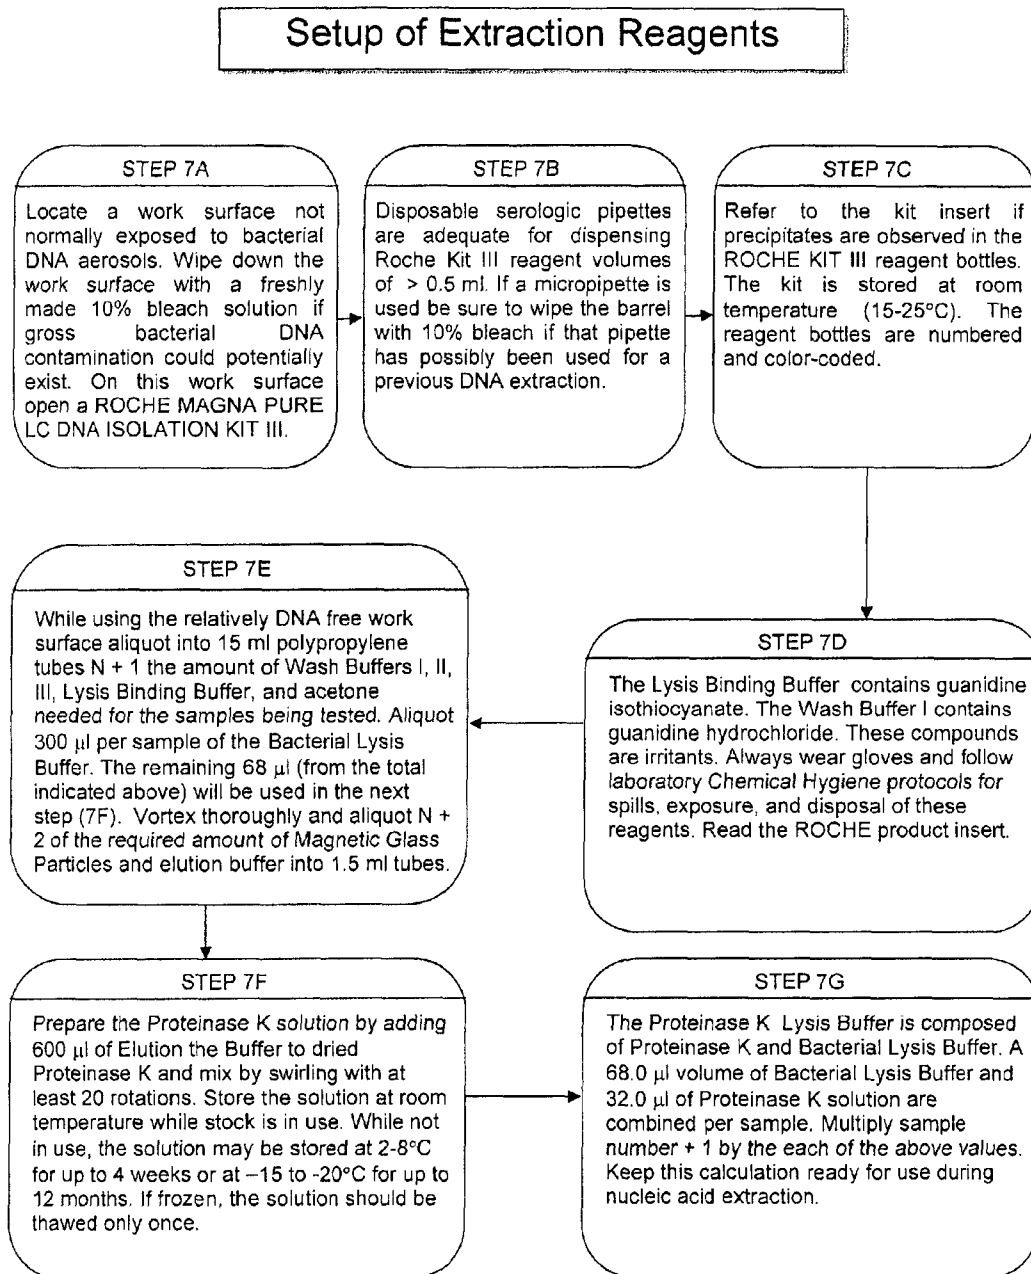 Setup of Extraction Reagents
STEP 7A
Locate a work surface not
normally exposed to bacterial
DNA aerosols. Wipe down the
work surface with a freshly
made 10% bleach solution if
gross bacterial DNA
contamination could potentially
exist. On this work surface
open a ROCHE MAGNA PURE
LC DNA ISOLATION KIT III.
STEP 7B
Disposable serologic pipettes
are adequate for dispensing
Roche Kit III reagent volumes
of > 0.5 ml. If a micropipette is
used be sure to wipe the barrel
with 10% bleach if that pipette
has possibly been used for a
previous DNA extraction.
STEP 7C
Refer to the kit insert if
precipitates are observed in the
ROCHE KIT III reagent bottles.
The kit is stored at room
temperature (15-25°C). The
reagent bottles are numbered
and color-coded.
STEP 7D
The Lysis Binding Buffer contains guanidine
isothiocyanate. The Wash Buffer I contains
guanidine hydrochloride. These compounds
are irritants. Always wear gloves and follow
laboratory Chemical Hygiene protocols for
spills, exposure, and disposal of these
reagents. Read the ROCHE product insert.
STEP 7E
While using the relatively DNA free work
surface aliquot into 15 ml polypropylene
tubes N + 1 the amount of Wash Buffers I, II,
III, Lysis Binding Buffer, and acetone
needed for the samples being tested. Aliquot
300 µl per sample of the Bacterial Lysis
Buffer. The remaining 68 µl (from the total
indicated above) will be used in the next
step (7F). Vortex thoroughly and aliquot N +
2 of the required amount of Magnetic Glass
Particles and elution buffer into 1.5 ml tubes.
STEP 7F
Prepare the Proteinase K solution by adding
600 µl of Elution the Buffer to dried
Proteinase K and mix by swirling with at
least 20 rotations. Store the solution at room
temperature while stock is in use. While not
in use, the solution may be stored at 2-8°C
for up to 4 weeks or at –15 to -20°C for up to
12 months. If frozen, the solution should be
thawed only once.
STEP 7G
The Proteinase K Lysis Buffer is composed
of Proteinase K and Bacterial Lysis Buffer. A
68.0 µl volume of Bacterial Lysis Buffer and
32.0 µl of Proteinase K solution are
combined per sample. Multiply sample
number + 1 by the each of the above values.
Keep this calculation ready for use during
nucleic acid extraction.